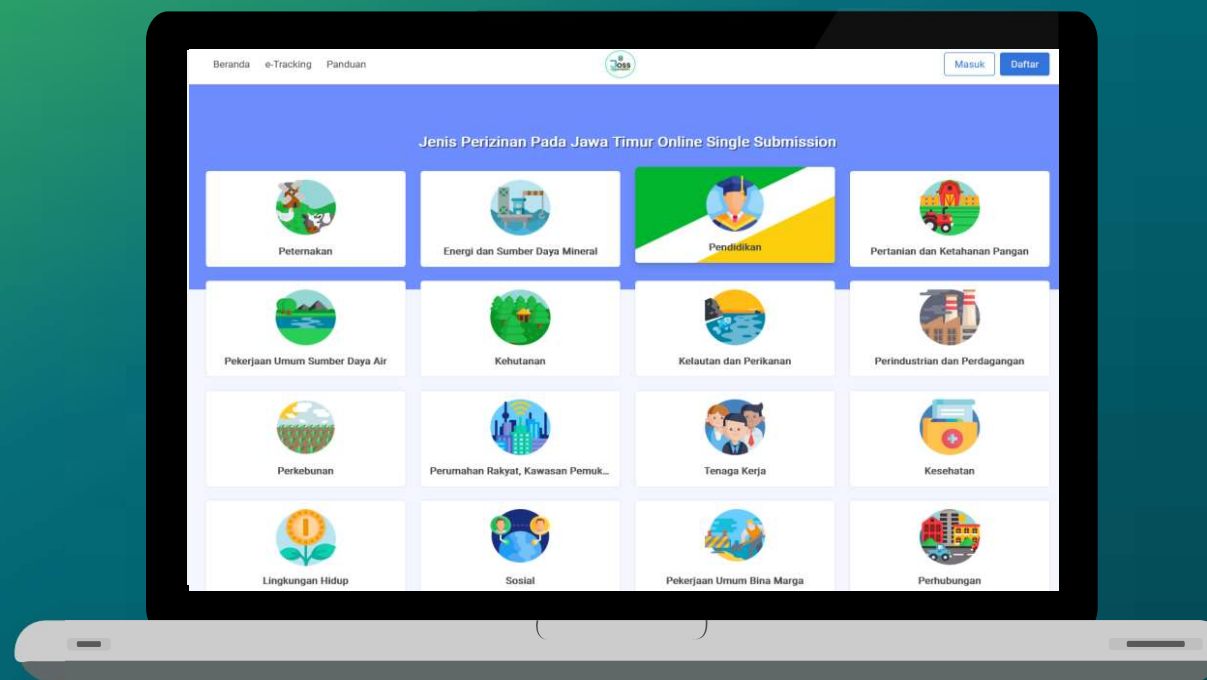 Beranda e-Tracking Panduan
Joss
Masuk Daftar
Jenis Perizinan Pada Jawa Timur Online Single Submission
Peternakan
Energi dan Sumber Daya Mineral
Pendidikan
Pertanian dan Ketahanan Pangan
Pekerjaan Umum Sumber Daya Air
Kehutanan
Kelautan dan Perikanan
Perindustrian dan Perdagangan
Perkebunan
Perumahan Rakyat, Kawasan Pemuk...
Tenaga Kerja
Kesehatan
Lingkungan Hidup
Sosial
Pekerjaan Umum Bina Marga
Perhubungan